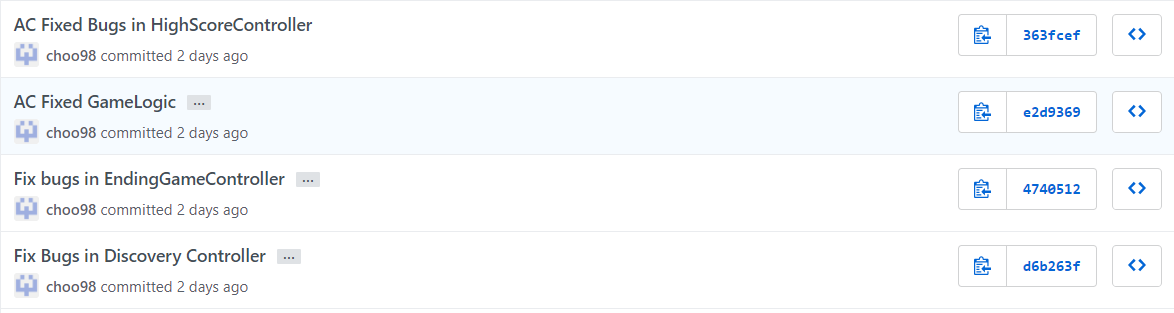 AC Fixed Bugs in HighScoreController
choo98 committed 2 days ago
363fcef
AC Fixed GameLogic ...
choo98 committed 2 days ago
e2d9369
Fix bugs in EndingGameController ...
choo98 committed 2 days ago
4740512
Fix Bugs in Discovery Controller ...
choo98 committed 2 days ago
d6b263f